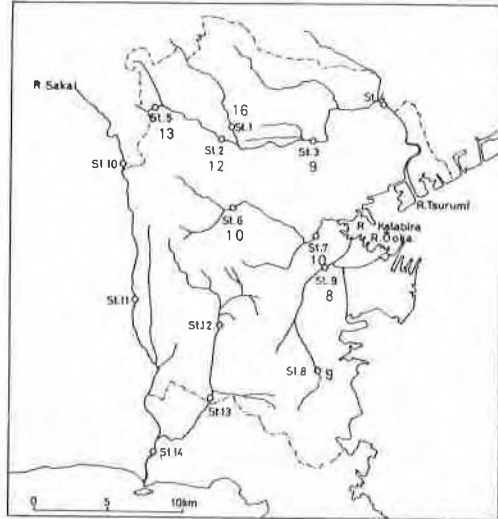 R. Sakai
16
St.5
St.1
St.4
13
St.2
St.3
12
9
St.10
R.Tsurumi
St.6
R. Katabira
10
St.7
R. Ooka
10
St.9
St.11
8
St.12
St.8
9
St.13
St.14
0
5
10km